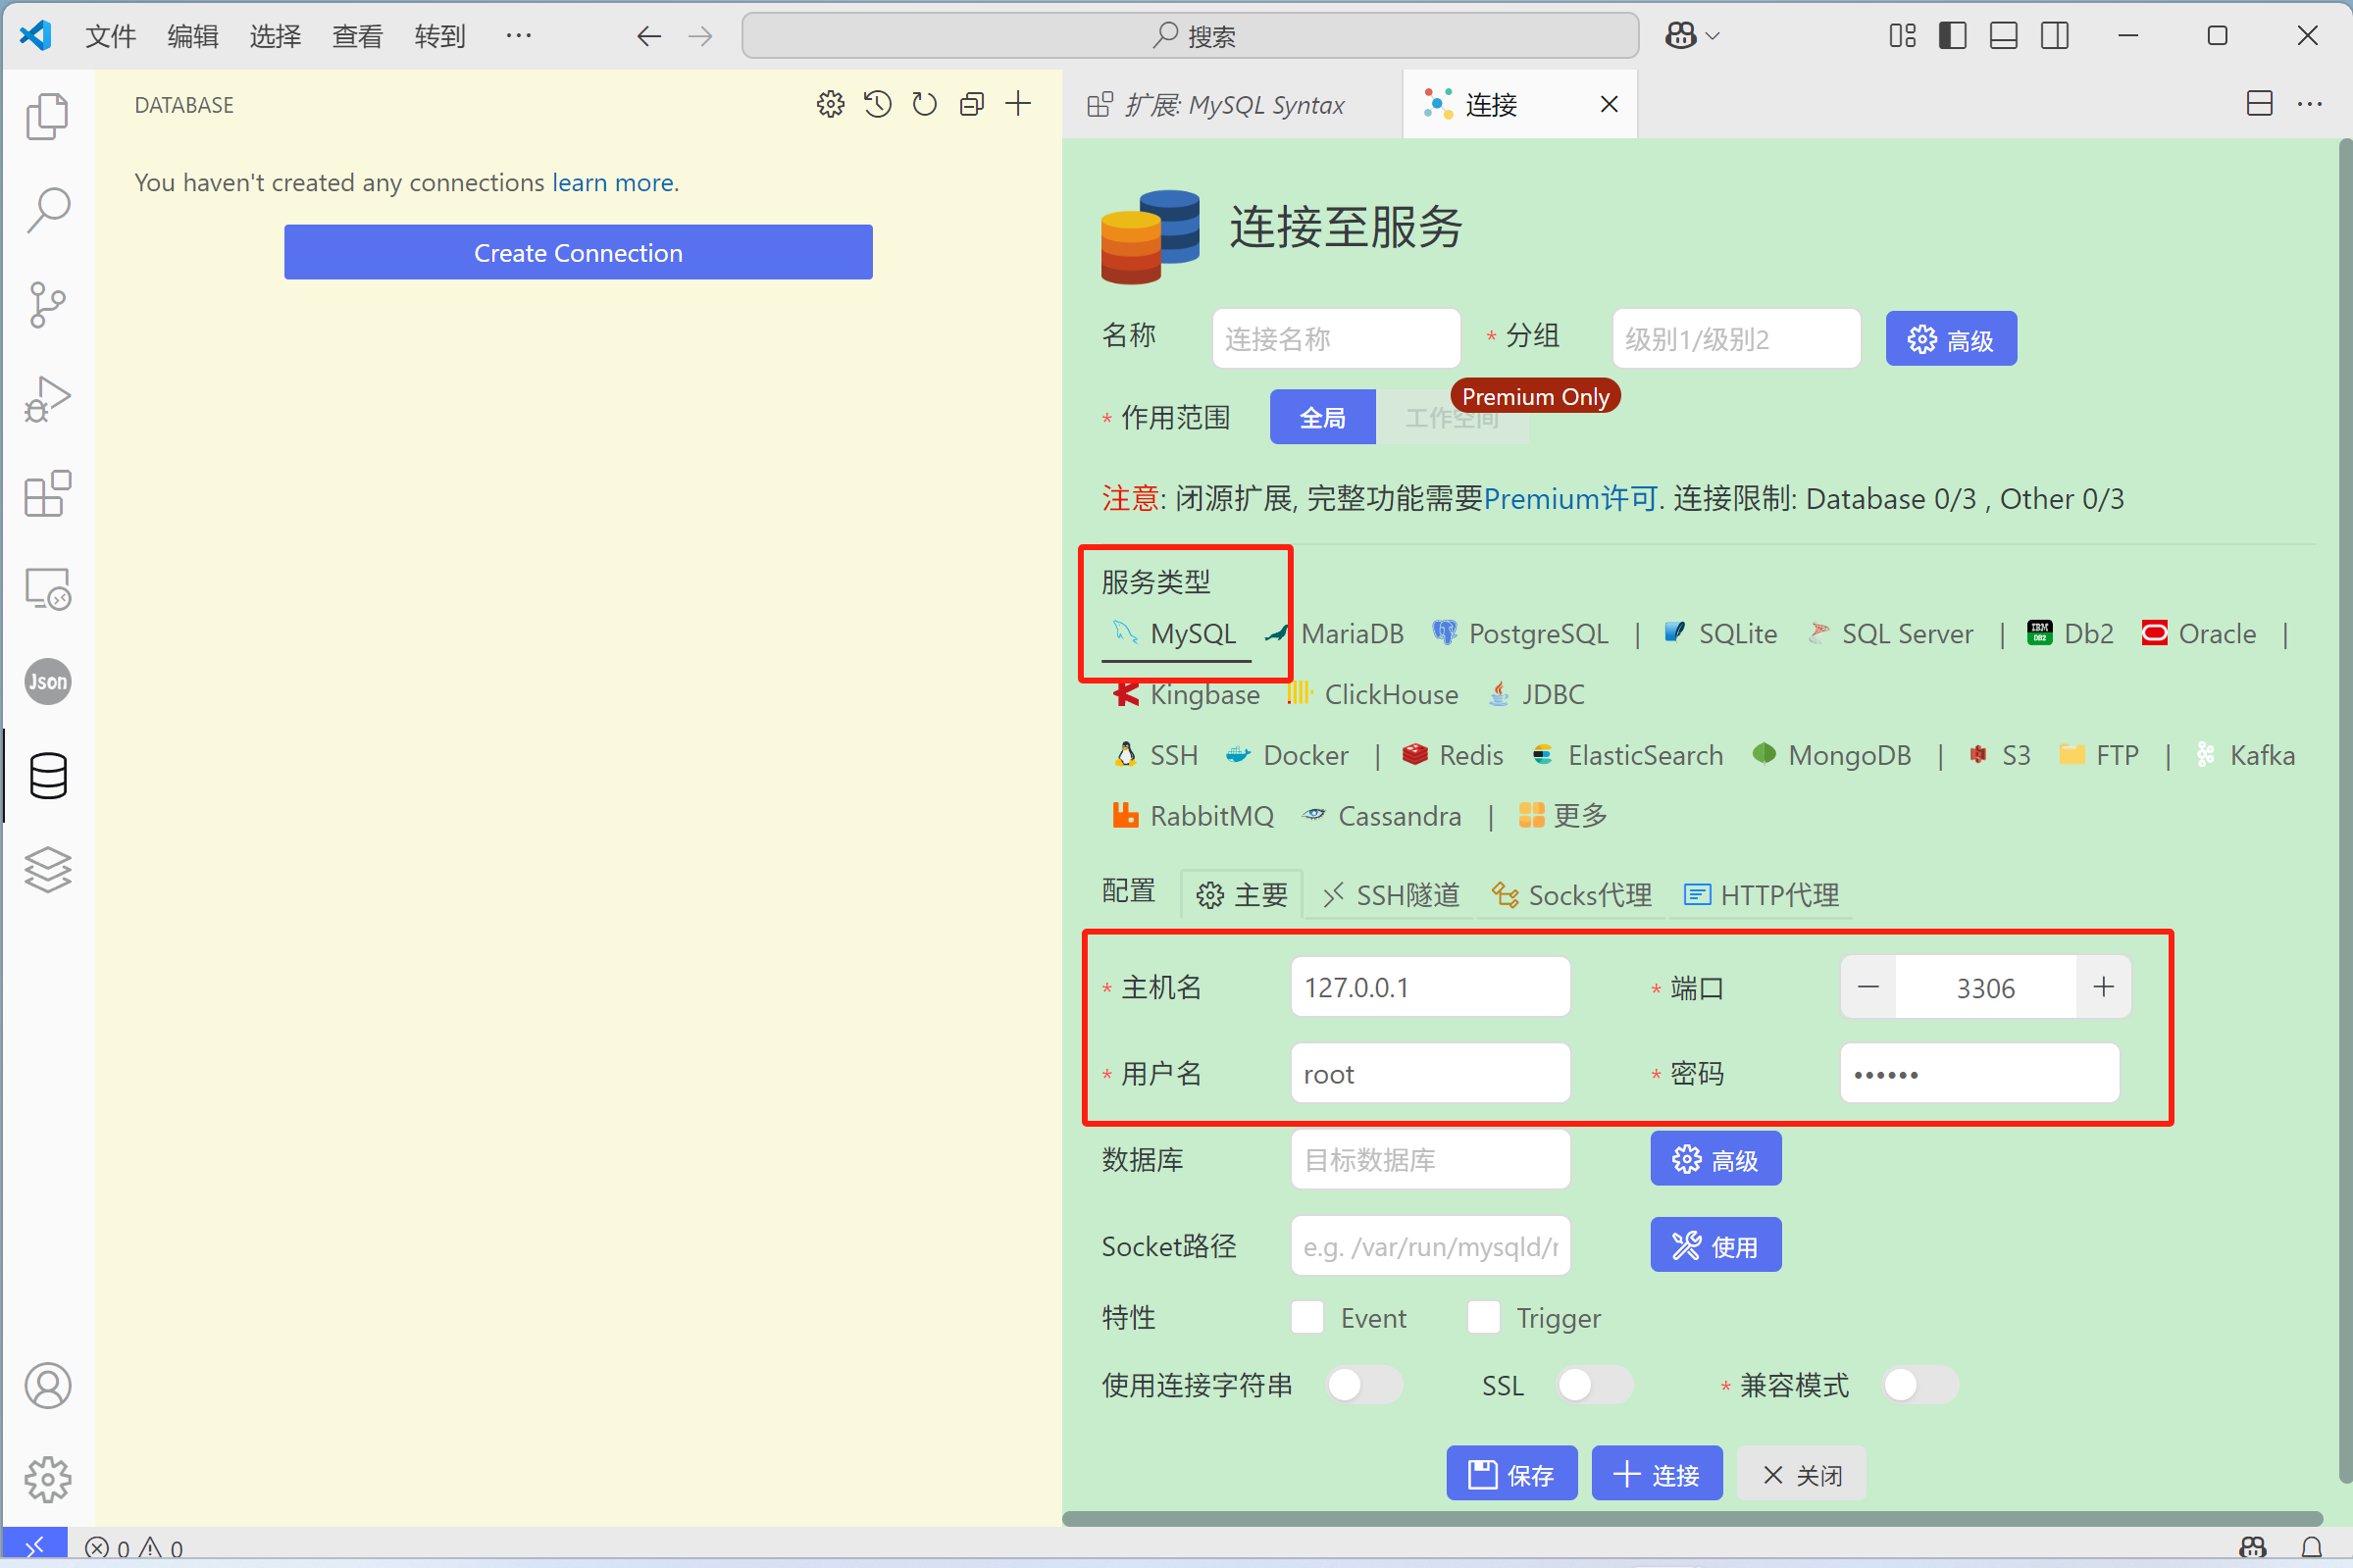 文件 编辑 选择 查看 转到 ··· 搜索
DATABASE
You haven't created any connections learn more.
Create Connection
扩展: MySQL Syntax 连接
连接至服务
名称 连接名称 * 分组 级别1/级别2 高级
Premium Only
* 作用范围 全局 工作空间
注意: 闭源扩展, 完整功能需要Premium许可. 连接限制: Database 0/3 , Other 0/3
服务类型
MySQL MariaDB PostgreSQL | SQLite SQL Server | IBM DB2 Db2 Oracle |
Kingbase ClickHouse JDBC
Json
SSH Docker | Redis ElasticSearch MongoDB | S3 FTP | Kafka
RabbitMQ Cassandra | 更多
配置 主要 SSH隧道 Socks代理 HTTP代理
* 主机名 127.0.0.1 * 端口 3306
* 用户名 root * 密码 ••••••
数据库 目标数据库 高级
Socket路径 e.g. /var/run/mysqld/r 使用
特性 Event Trigger
使用连接字符串 SSL * 兼容模式
保存 连接 关闭
0 0